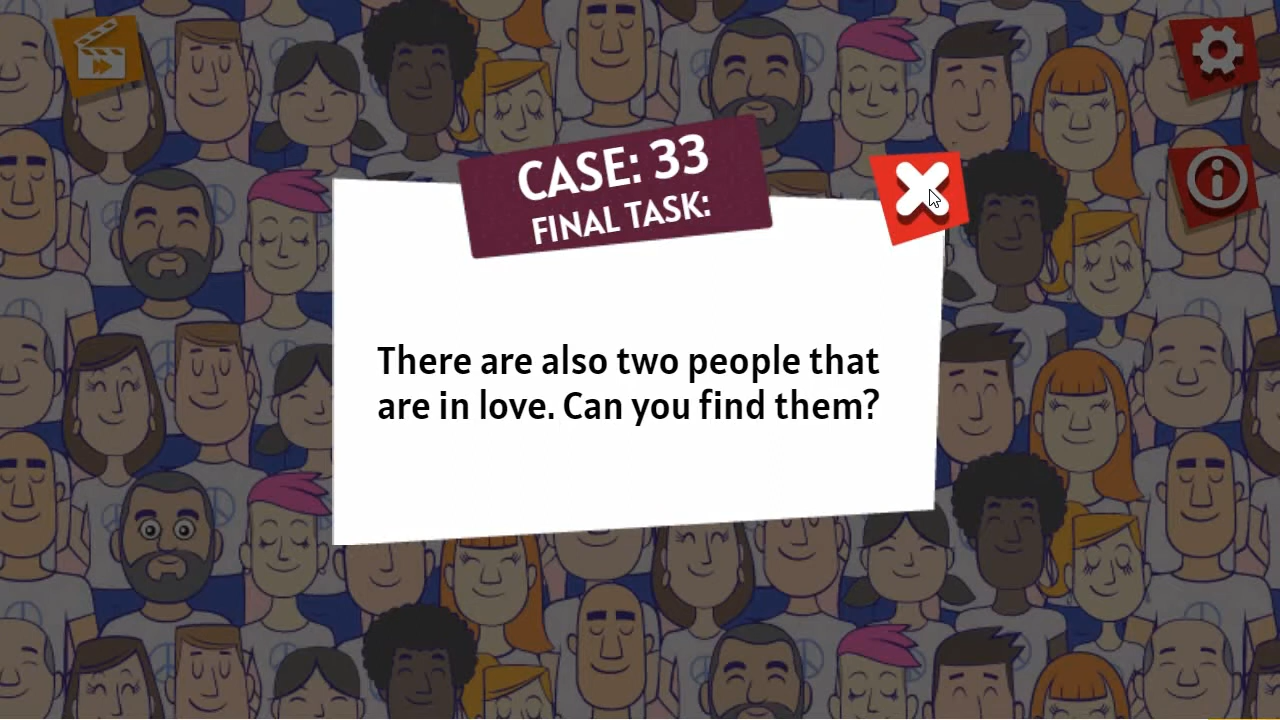 CASE: 33
FINAL TASK:
There are also two people that
are in love. Can you find them?